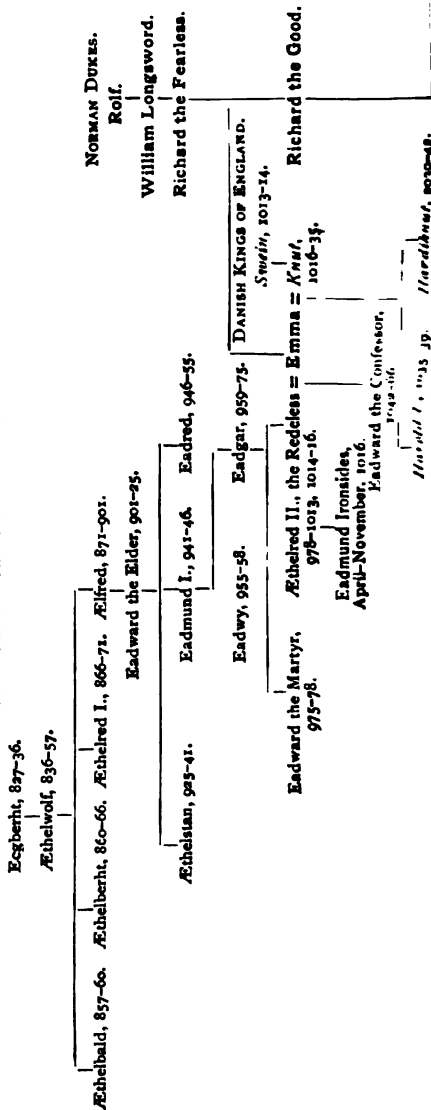 Ecgberht, 827-36.
Æthelwolf, 836-57.
Æthelbald, 857-60. Æthelberht, 860-66. Æthelred I., 866-71. Ælfred, 871-901.
Eadward the Elder, 901-25.
Æthelstan, 925-41. Eadmund I., 941-46. Eadred, 946-55.
Eadwy, 955-58. Eadgar, 959-75.
Eadward the Martyr,
975-78.
Æthelred II., the Redeless = Emma = Knut,
978-1013, 1014-16.
1016-35.
Eadmund Ironsides,
April-November, 1016.
Eadward the Confessor,
Hardiknut,
NORMAN DUKES.
Rolf.
William Longsword.
Richard the Fearless.
DANISH KINGS OF ENGLAND.
Swein, 1013-14.
Richard the Good.